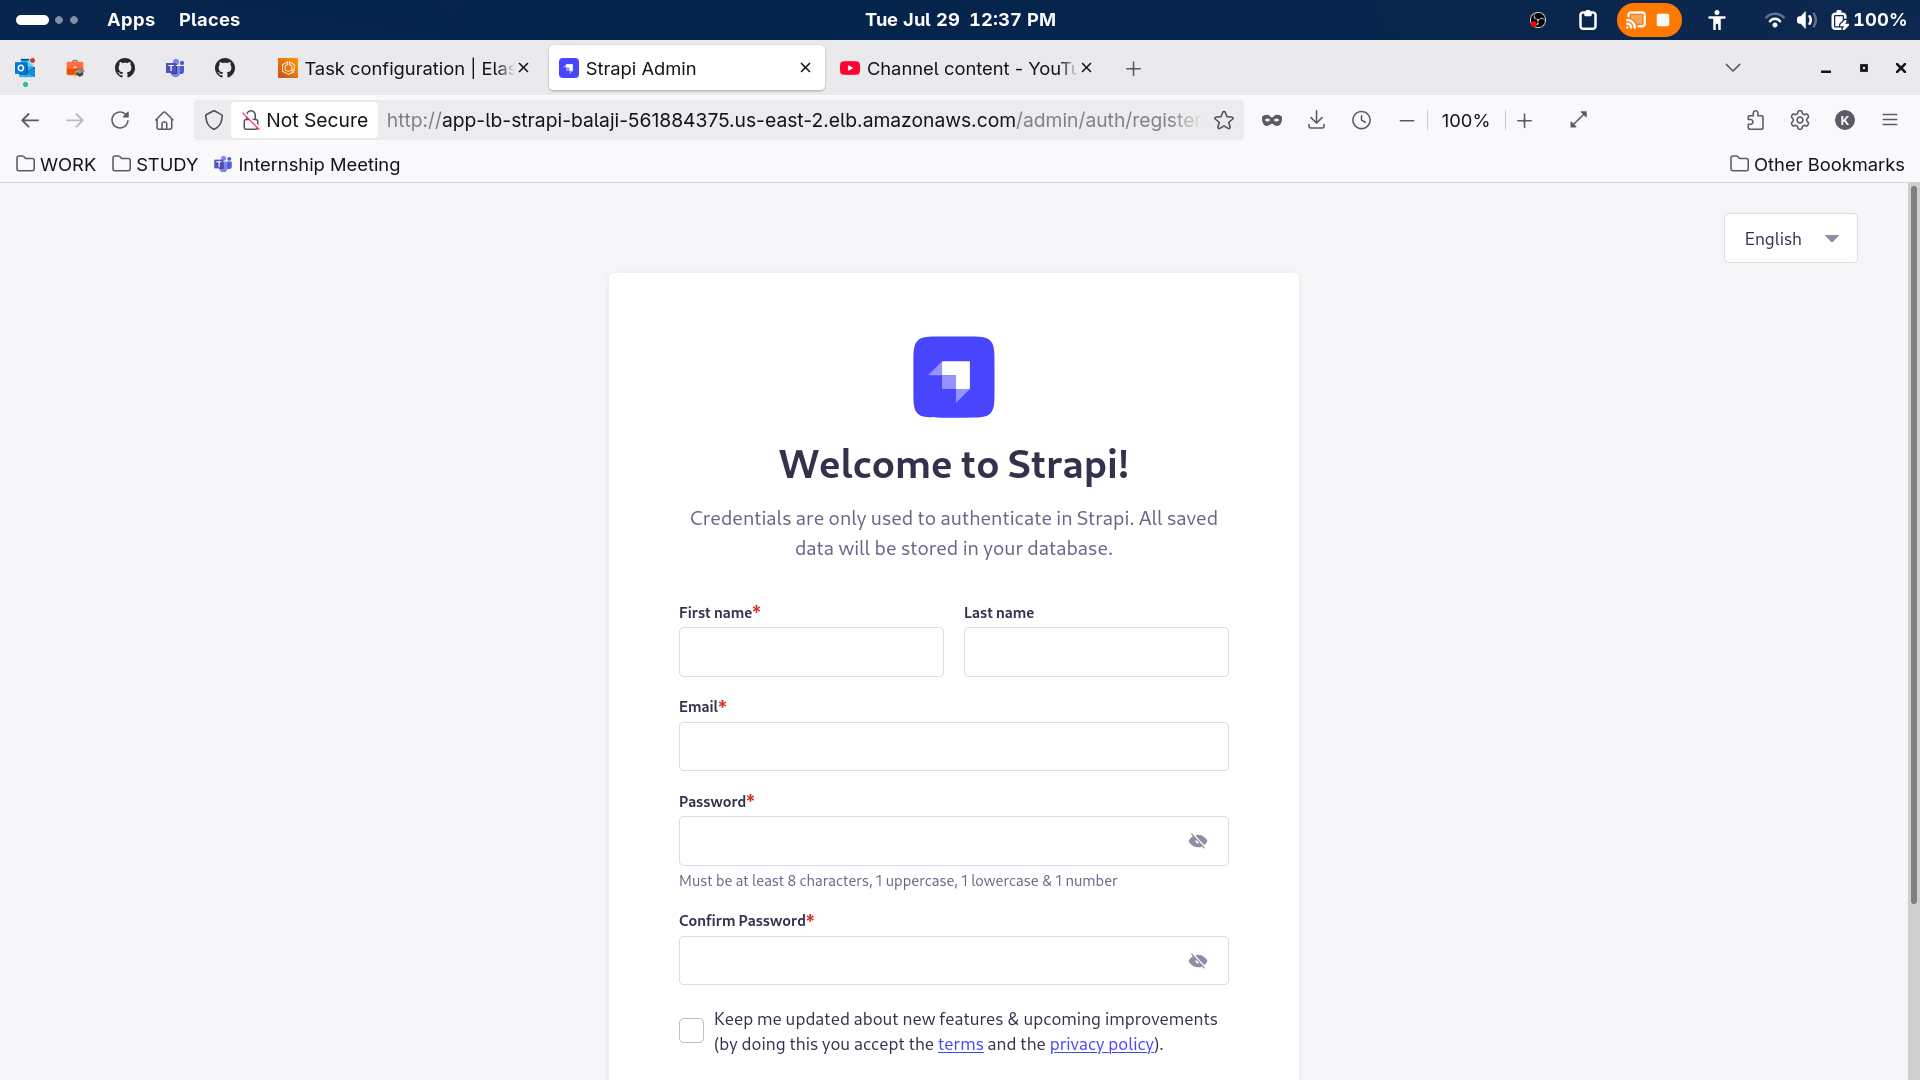 Apps Places Tue Jul 29 12:37 PM 100%
Task configuration | Elas Strapi Admin Channel content - YouTu
Not Secure http://app-lb-strapi-balaji-561884375.us-east-2.elb.amazonaws.com/admin/auth/register 100% K
WORK STUDY Internship Meeting Other Bookmarks
English
Welcome to Strapi!
Credentials are only used to authenticate in Strapi. All saved
data will be stored in your database.
First name* Last name
Email*
Password*
Must be at least 8 characters, 1 uppercase, 1 lowercase & 1 number
Confirm Password*
Keep me updated about new features & upcoming improvements
(by doing this you accept the terms and the privacy policy).